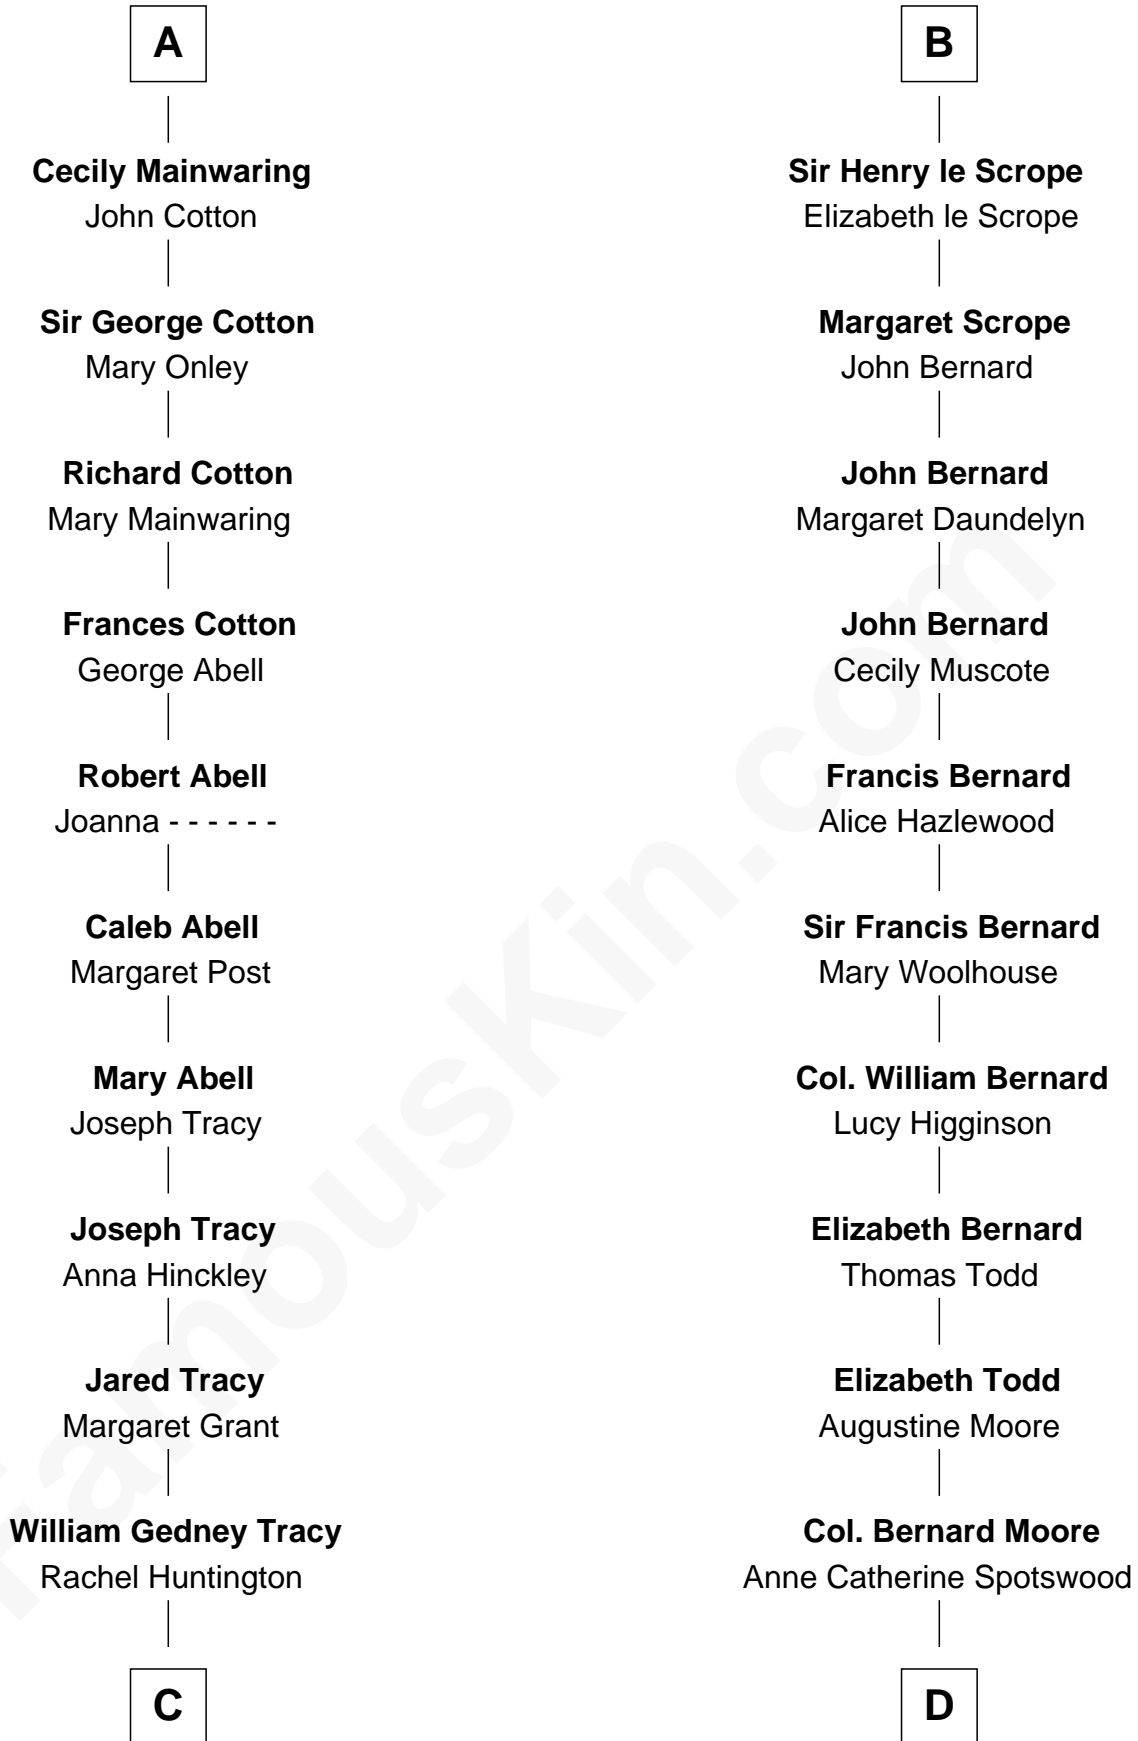 A
Cecily Mainwaring
John Cotton
Sir George Cotton
Mary Onley
Richard Cotton
Mary Mainwaring
Frances Cotton
George Abell
Robert Abell
Joanna - - - - - -
Caleb Abell
Margaret Post
Mary Abell
Joseph Tracy
Joseph Tracy
Anna Hinckley
Jared Tracy
Margaret Grant
William Gedney Tracy
Rachel Huntington
C
B
Sir Henry le Scrope
Elizabeth le Scrope
Margaret Scrope
John Bernard
John Bernard
Margaret Daundelyn
John Bernard
Cecily Muscote
Francis Bernard
Alice Hazlewood
Sir Francis Bernard
Mary Woolhouse
Col. William Bernard
Lucy Higginson
Elizabeth Bernard
Thomas Todd
Elizabeth Todd
Augustine Moore
Col. Bernard Moore
Anne Catherine Spotswood
D
FamousKin.com